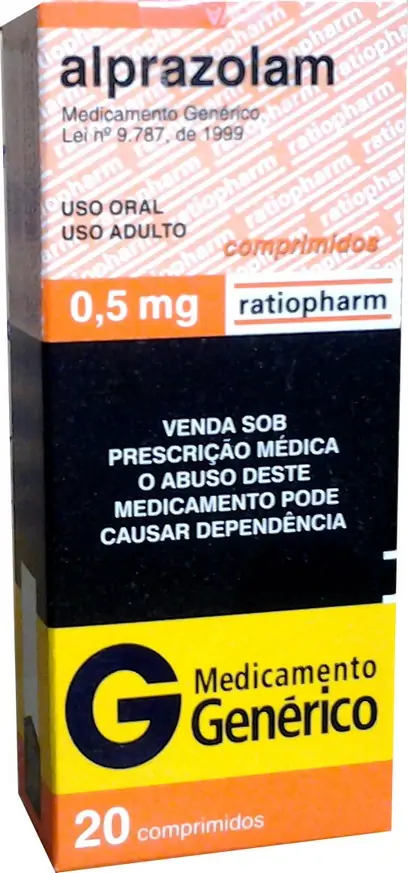 alprazolam
Medicamento Genérico,
Lei nº 9.787, de 1999
USO ORAL
USO ADULTO
comprimidos
0,5 mg
ratiopharm
VENDA SOB
PRESCRIÇÃO MÉDICA
O ABUSO DESTE
MEDICAMENTO PODE
CAUSAR DEPENDÊNCIA
G Medicamento
Genérico
20 comprimidos